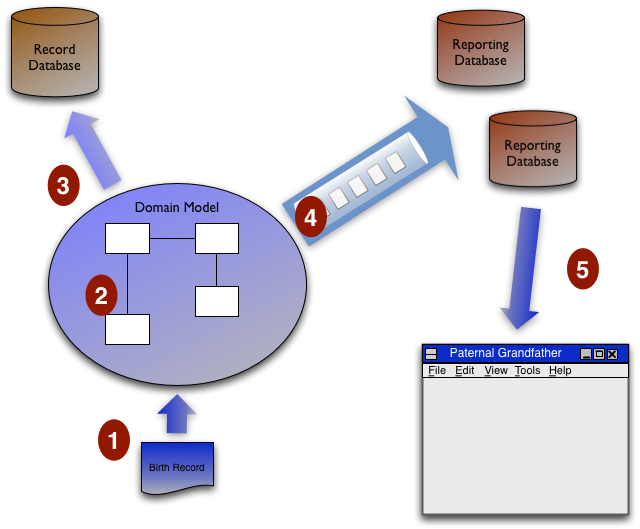 Record
Database
Reporting
Database
Reporting
Database
3
Domain Model
4
2
5
Paternal Grandfather
File Edit View Tools Help
1
Birth Record